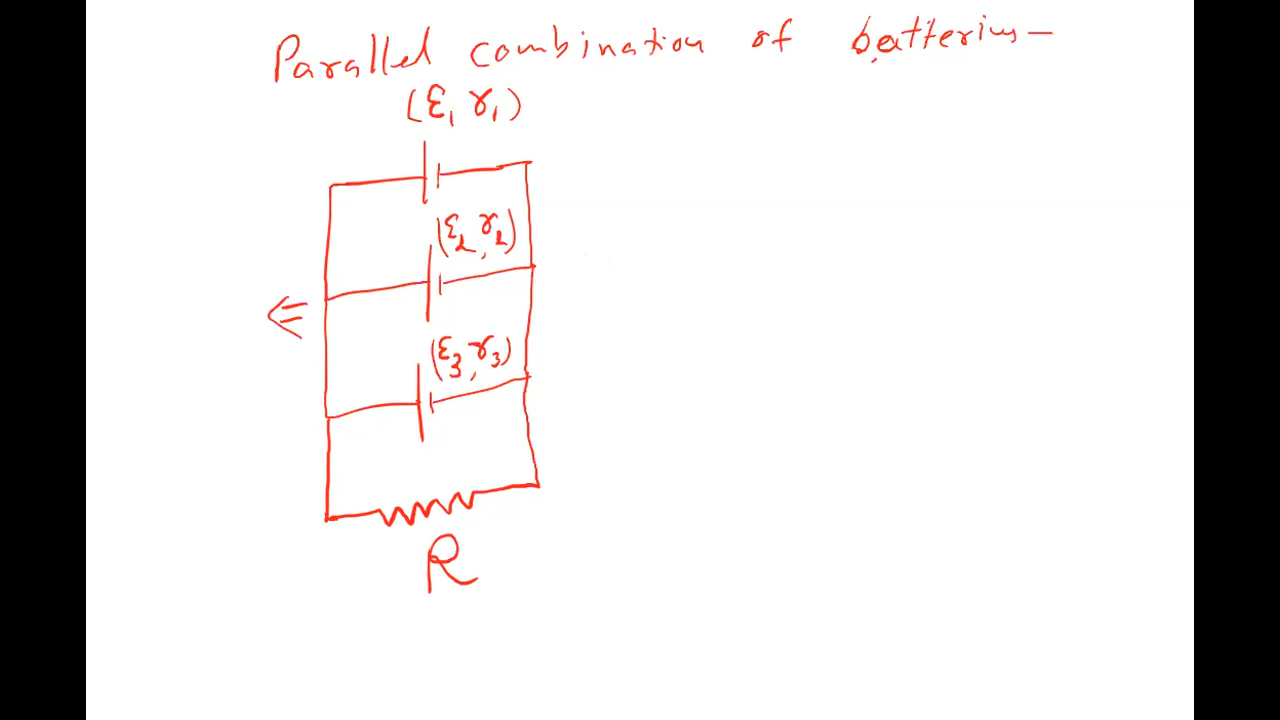 Parallel combination of batteries-
(ε1 r1)
(ε2, r2)
(ε3, r3)
R